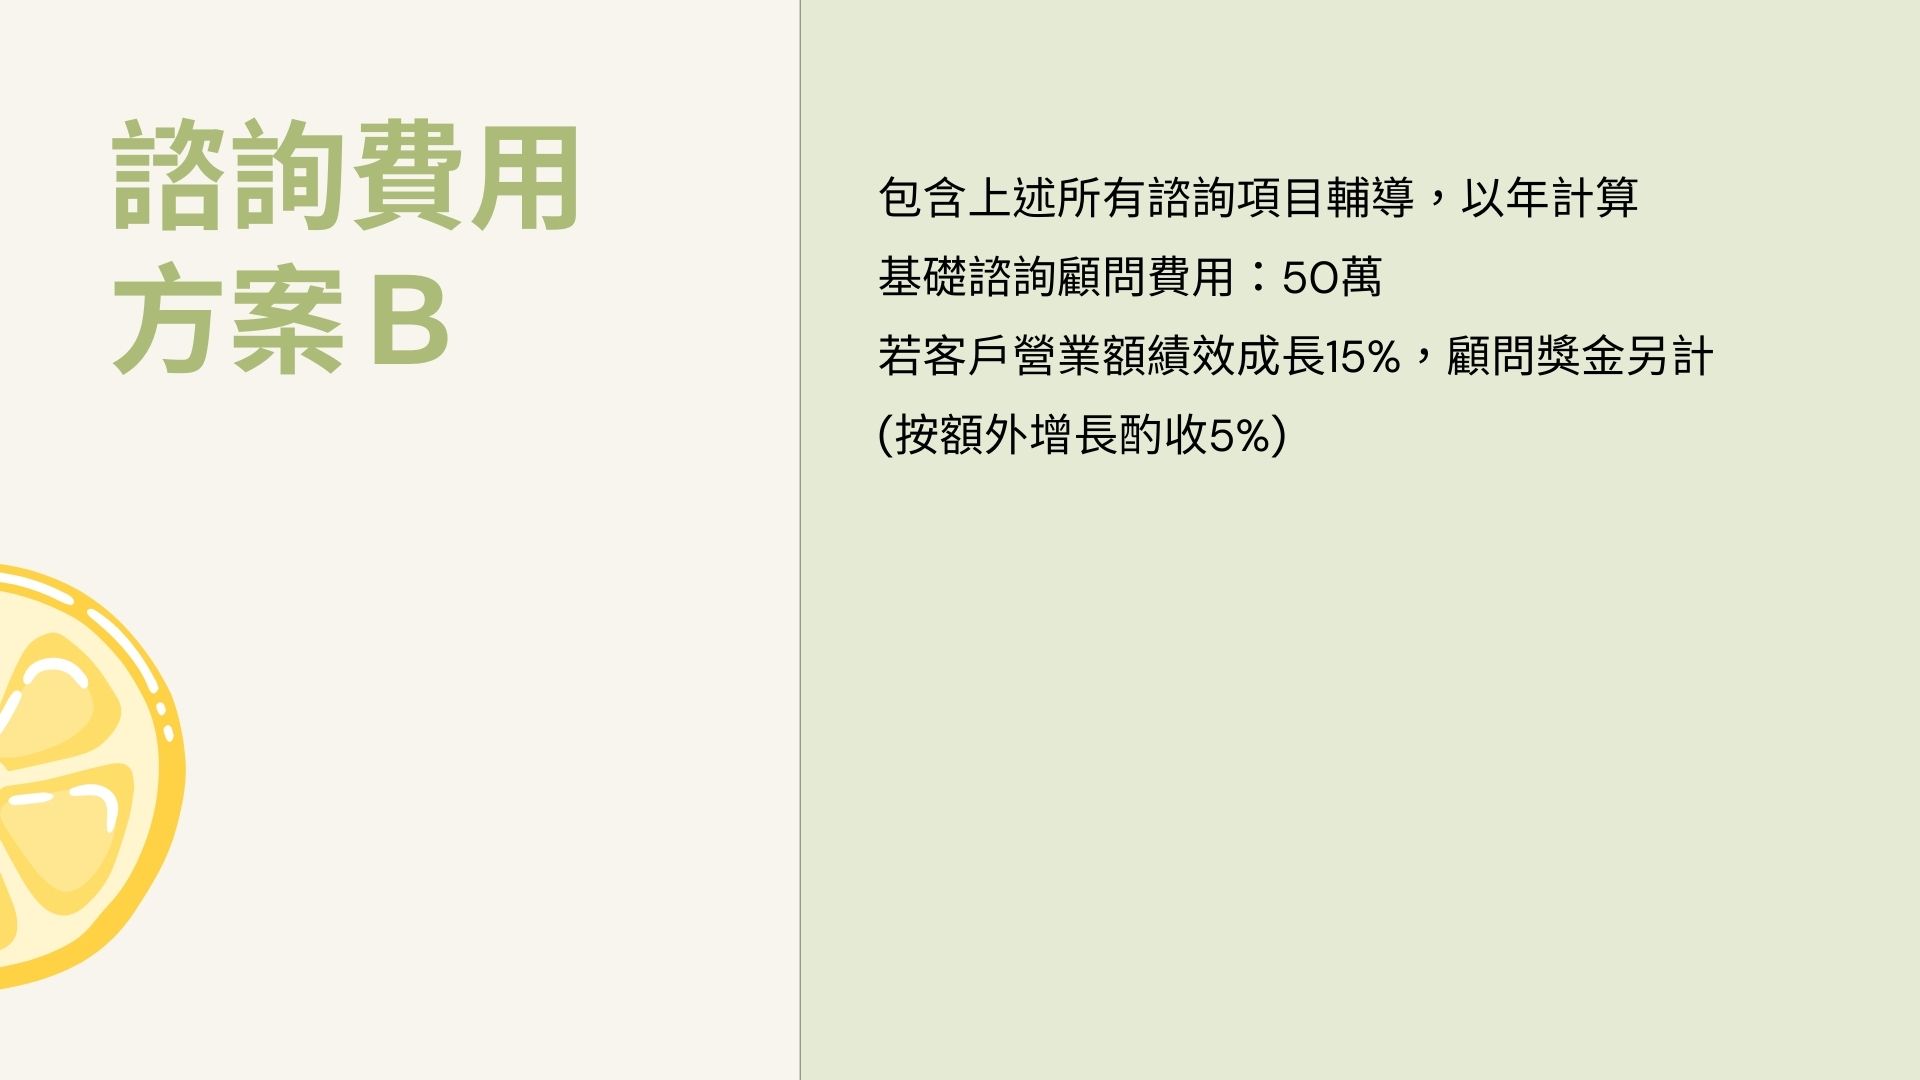 諮詢費用
方案B
包含上述所有諮詢項目輔導，以年計算
基礎諮詢顧問費用：50萬
若客戶營業額績效成長15%，顧問獎金另計
(按額外增長酌收5%)